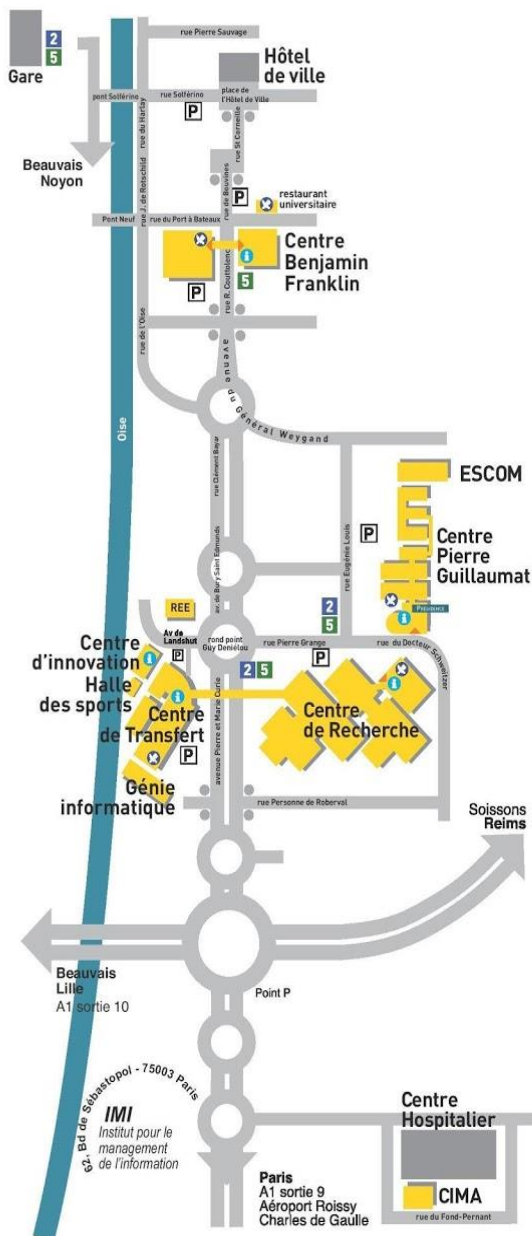 2
5
Gare
rue Pierre Sauvage
Hôtel
de ville
pont Solférino
rue Solférino
place de
l'Hôtel de Ville
P
rue du Harlay
rue St Corneille
Beauvais
Noyon
rue J. de Rotschild
P
rue de Bouvines
restaurant
universitaire
Pont Neuf
rue du Port à Bateaux
Centre
Benjamin
Franklin
i
5
P
rue R. Couttolenc
rue de l'Oise
avenue
du Général Weygand
Oise
rue Clément Bayar
ESCOM
P
Centre
Pierre
Guillaumat
rue Eugénie Louis
av. de Bury Saint Edmunds
2
5
i
REE
Av de
Landshut
P
rond point
Guy Deniélou
rue Pierre Grange
rue du Docteur Schweitzer
P
Centre
d'innovation
i
Halle
des sports
2
5
i
i
Centre
de Transfert
Centre
de Recherche
P
avenue Pierre et Marie Curie
Génie
informatique
rue Personne de Roberval
Soissons
Reims
Beauvais
Lille
A1 sortie 10
Point P
62, Bd de Sébastopol - 75003 Paris
IMI
Institut pour le
management
de l'information
Centre
Hospitalier
Paris
A1 sortie 9
Aéroport Roissy
Charles de Gaulle
CIMA
rue du Fond-Pernant